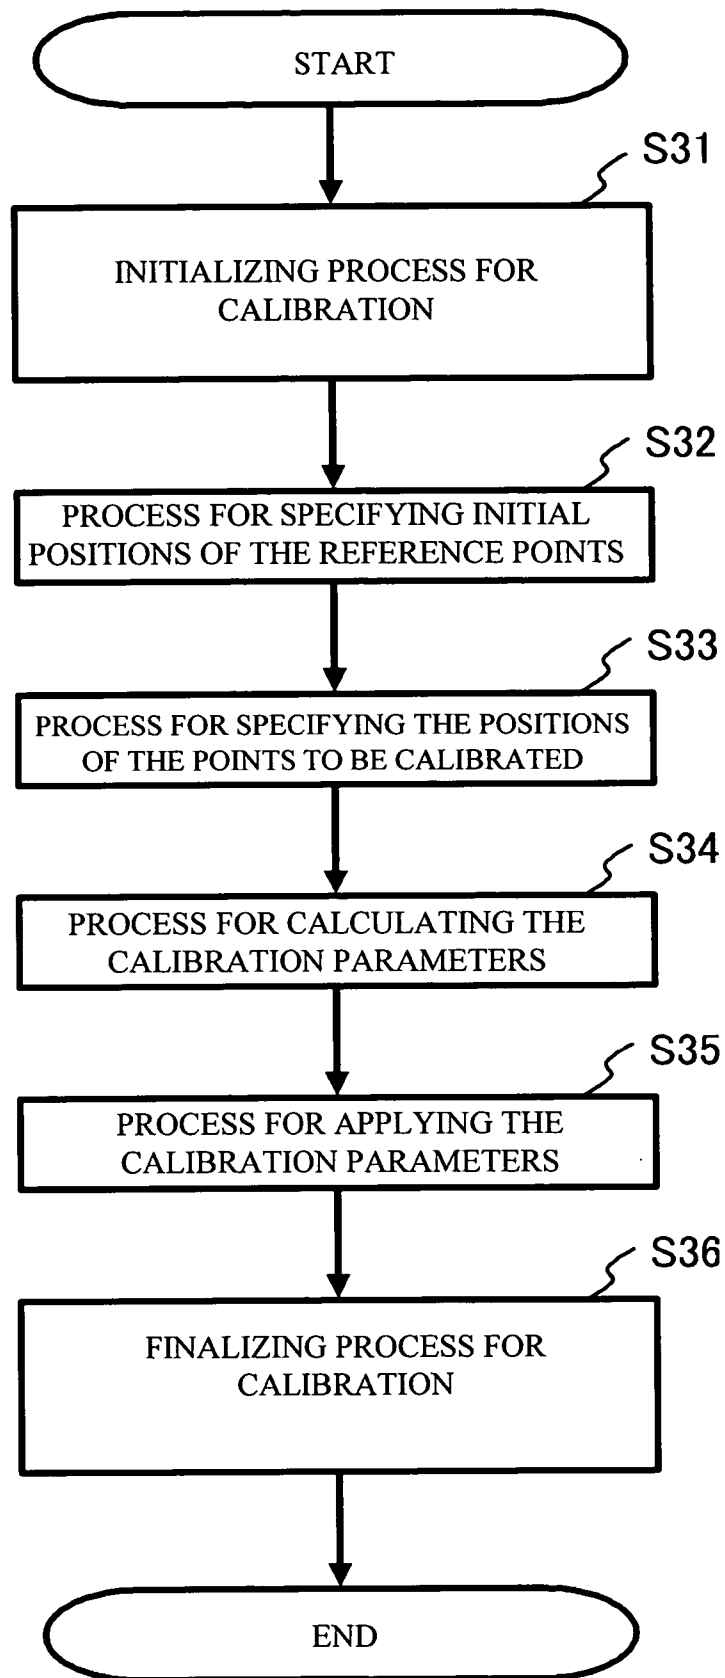 START
S31
INITIALIZING PROCESS FOR
CALIBRATION
S32
PROCESS FOR SPECIFYING INITIAL
POSITIONS OF THE REFERENCE POINTS
S33
PROCESS FOR SPECIFYING THE POSITIONS
OF THE POINTS TO BE CALIBRATED
S34
PROCESS FOR CALCULATING THE
CALIBRATION PARAMETERS
S35
PROCESS FOR APPLYING THE
CALIBRATION PARAMETERS
S36
FINALIZING PROCESS FOR
CALIBRATION
END